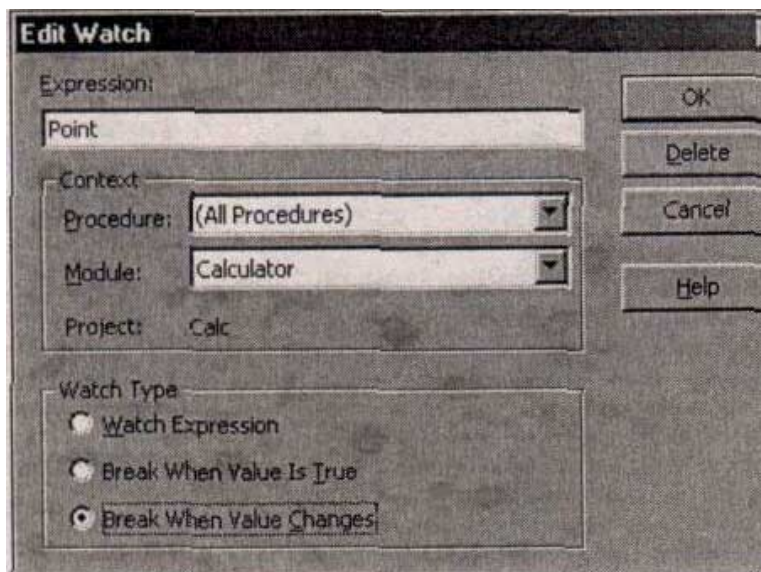 Edit Watch
Expression:
Point
OK
Delete
Cancel
Help
Context
Procedure: (All Procedures)
Module: Calculator
Project: Calc
Watch Type
Watch Expression
Break When Value Is True
Break When Value Changes